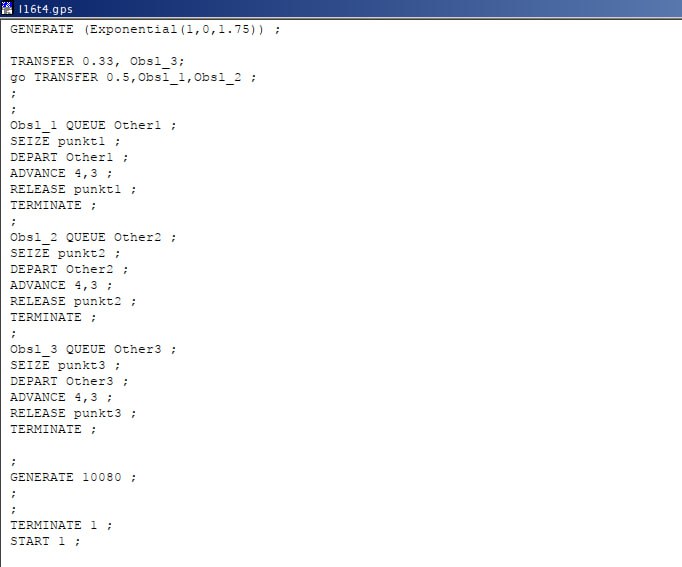 l16t4.gps
GENERATE (Exponential(1,0,1.75)) ;
TRANSFER 0.33, Obsl_3;
go TRANSFER 0.5,Obsl_1,Obsl_2 ;
;
;
Obsl_1 QUEUE Other1 ;
SEIZE punkt1 ;
DEPART Other1 ;
ADVANCE 4,3 ;
RELEASE punkt1 ;
TERMINATE ;
;
Obsl_2 QUEUE Other2 ;
SEIZE punkt2 ;
DEPART Other2 ;
ADVANCE 4,3 ;
RELEASE punkt2 ;
TERMINATE ;
;
Obsl_3 QUEUE Other3 ;
SEIZE punkt3 ;
DEPART Other3 ;
ADVANCE 4,3 ;
RELEASE punkt3 ;
TERMINATE ;
;
GENERATE 10080 ;
;
;
TERMINATE 1 ;
START 1 ;